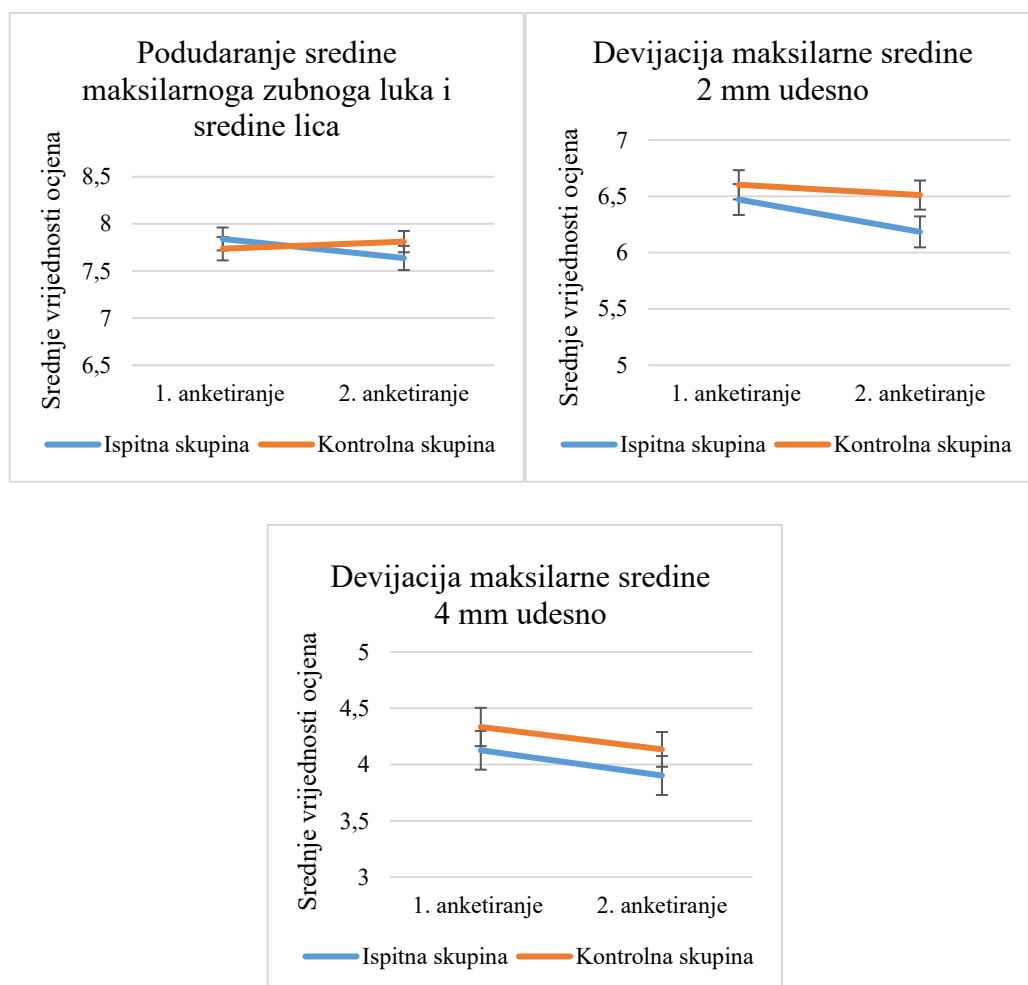 Podudaranje sredine
maksilarnoga zubnoga luka i
sredine lica
Srednje vrijednosti ocjena
8,5
8
7,5
7
6,5
1. anketiranje 2. anketiranje
Ispitna skupina Kontrolna skupina
Devijacija maksilarne sredine
2 mm udesno
Srednje vrijednosti ocjena
7
6,5
6
5,5
5
1. anketiranje 2. anketiranje
Ispitna skupina Kontrolna skupina
Devijacija maksilarne sredine
4 mm udesno
Srednje vrijednosti ocjena
5
4,5
4
3,5
3
1. anketiranje 2. anketiranje
Ispitna skupina Kontrolna skupina